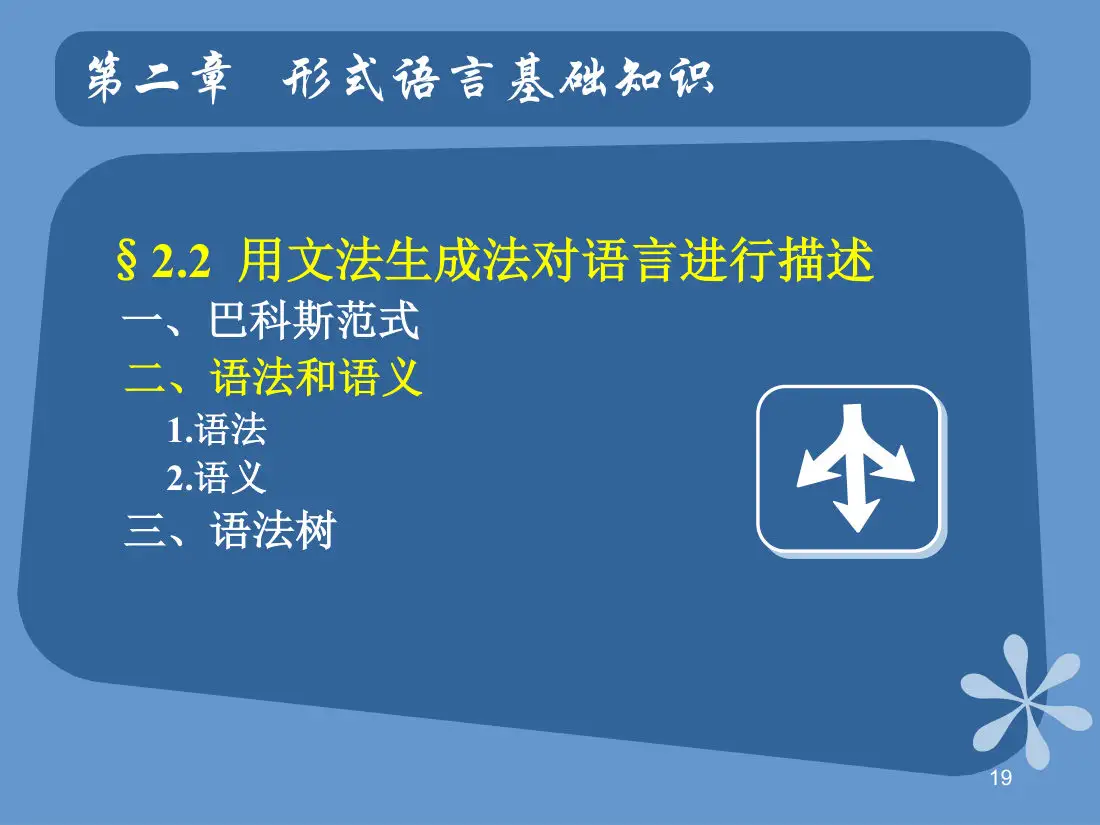 第二章 形式语言基础知识
§2.2 用文法生成法对语言进行描述
一、巴科斯范式
二、语法和语义
1.语法
2.语义
三、语法树
19